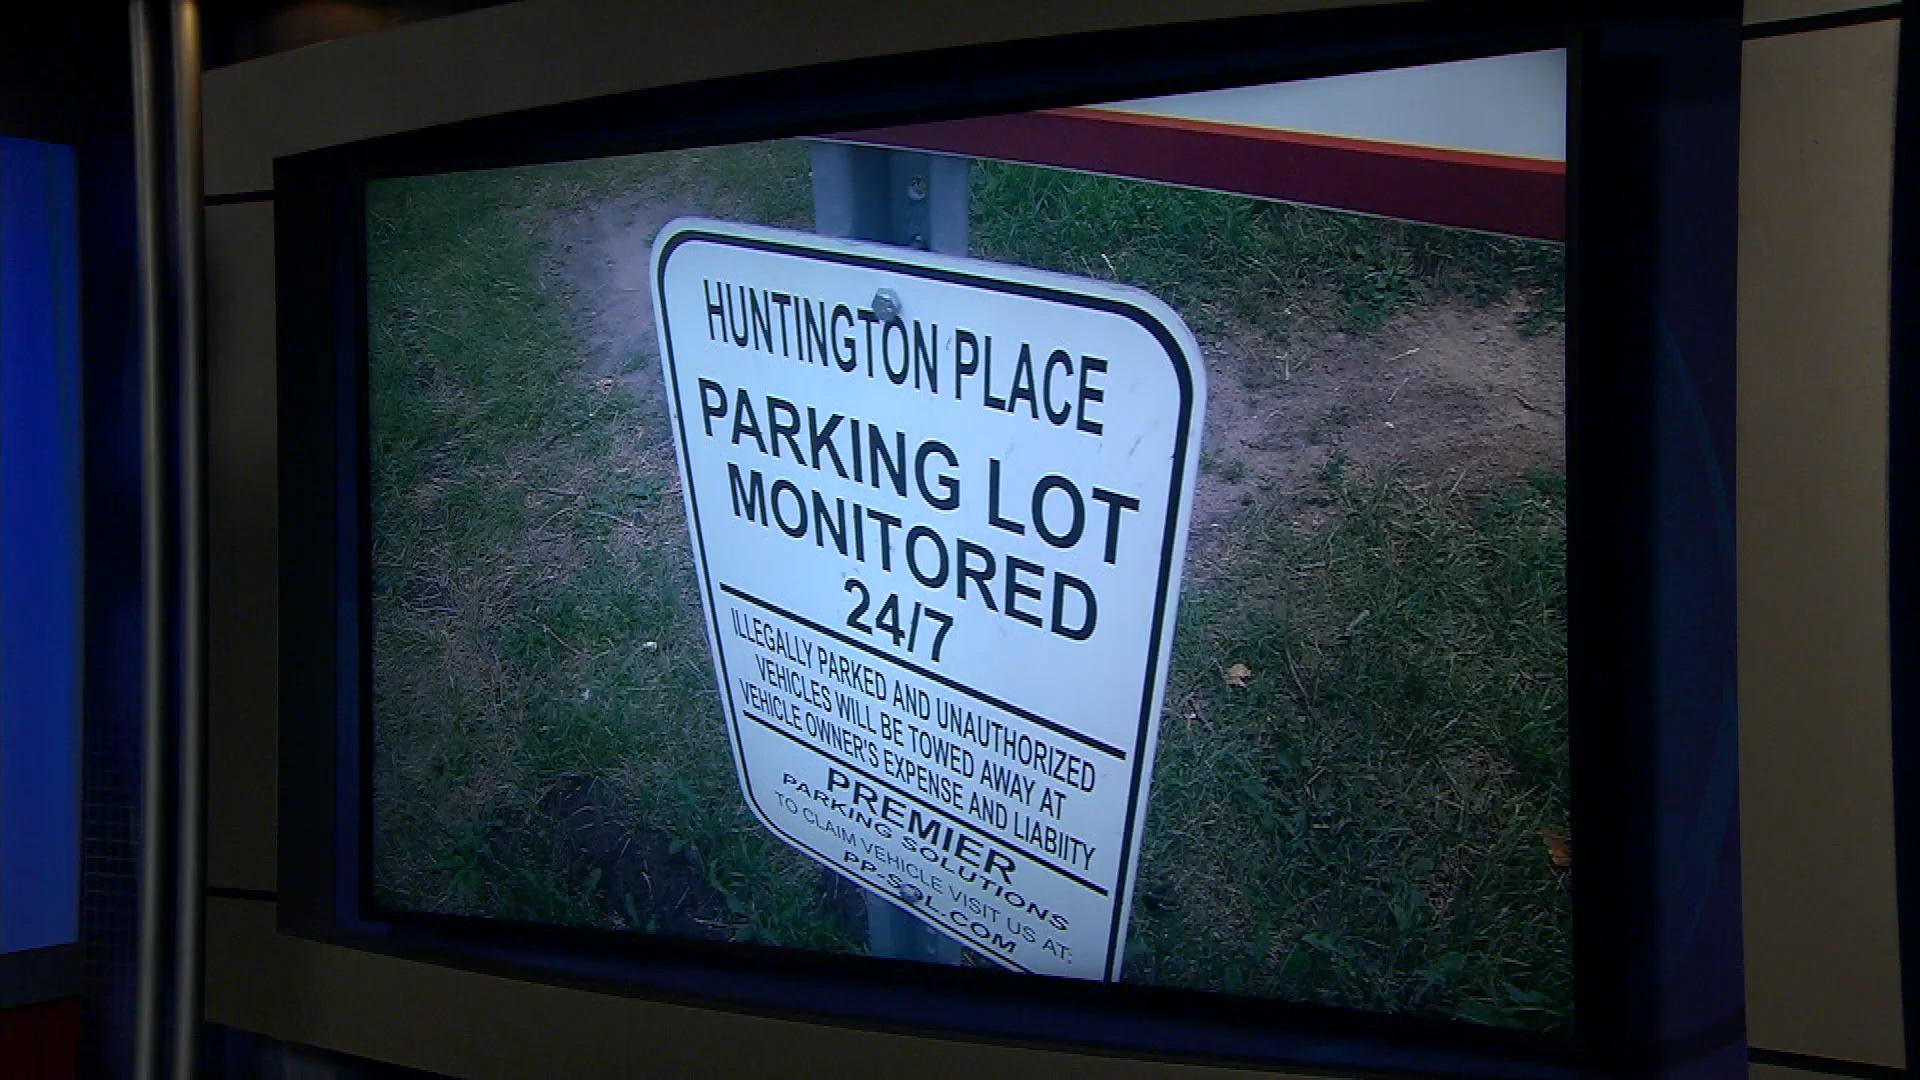 HUNTINGTON PLACE
PARKING LOT
MONITORED
24/7
ILLEGALLY PARKED AND UNAUTHORIZED
VEHICLES WILL BE TOWED AWAY AT
VEHICLE OWNER'S EXPENSE AND LIABIITY
PREMIER
PARKING SOLUTIONS
TO CLAIM VEHICLE VISIT US AT:
PP-SOL.COM